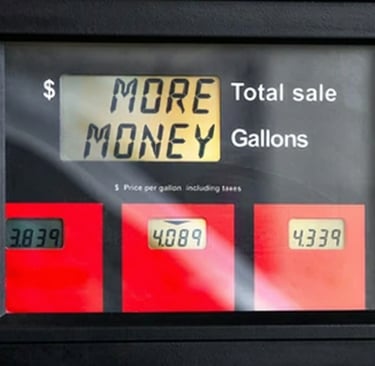 $ MORE Total sale
MONEY Gallons
$ Price per gallon including taxes
3.839 4.089 4.339